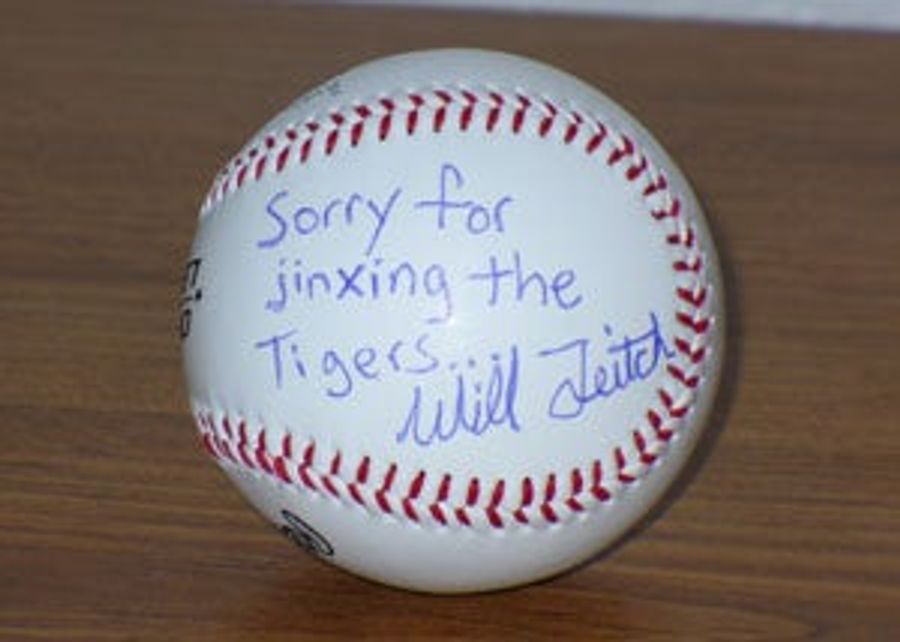 Sorry for
jinxing the
Tigers...
Will Leitch